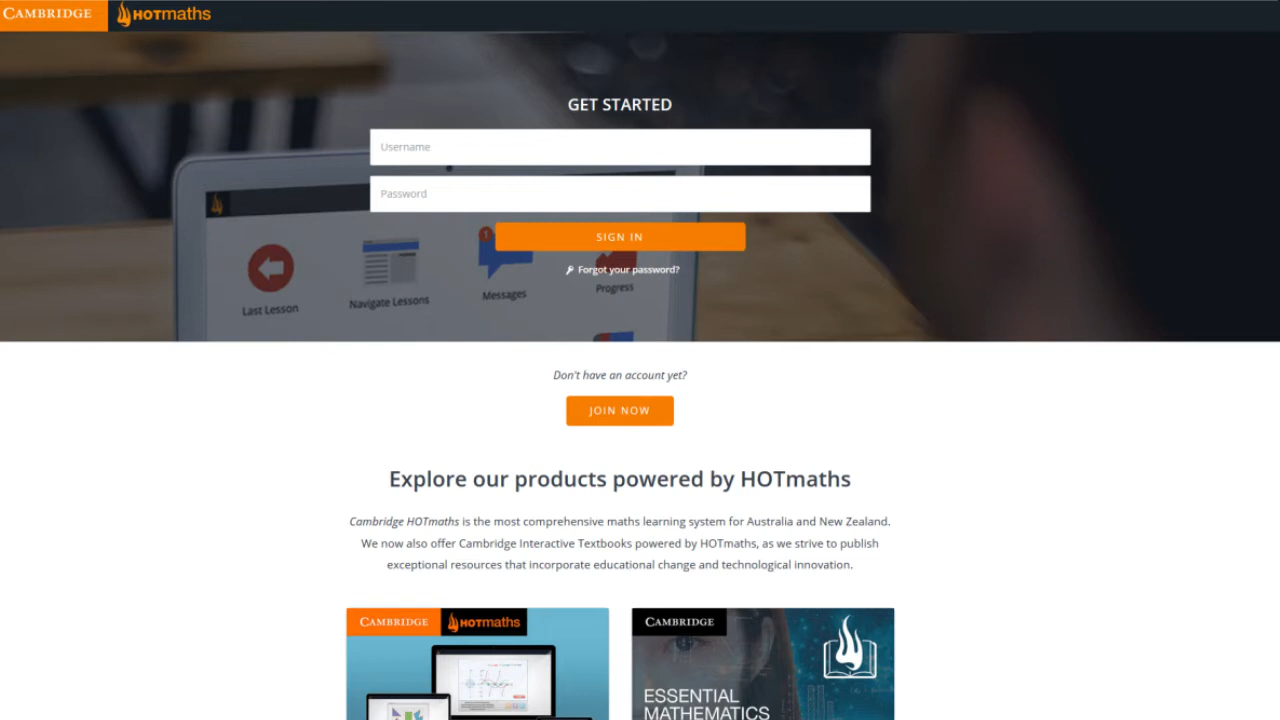 CAMBRIDGE HOTmaths
GET STARTED
Username
Password
SIGN IN
Forgot your password?
1
Last Lesson
Navigate Lessons
Messages
Progress
Don't have an account yet?
JOIN NOW
Explore our products powered by HOTmaths
Cambridge HOTmaths is the most comprehensive maths learning system for Australia and New Zealand.
We now also offer Cambridge Interactive Textbooks powered by HOTmaths, as we strive to publish
exceptional resources that incorporate educational change and technological innovation.
CAMBRIDGE HOTmaths
CAMBRIDGE
ESSENTIAL
MATHEMATICS